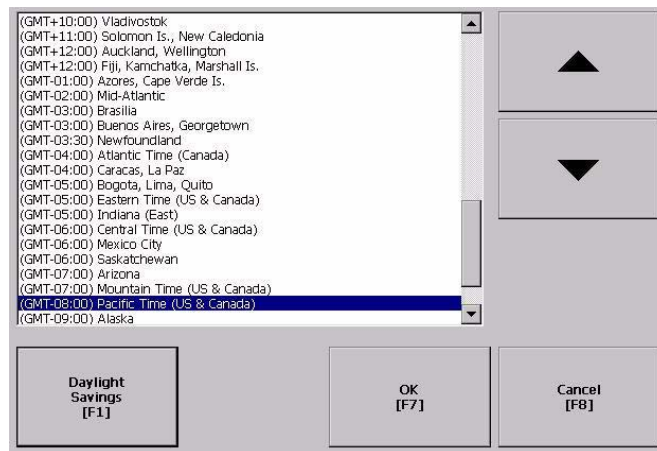 (GMT+10:00) Vladivostok
(GMT+11:00) Solomon Is., New Caledonia
(GMT+12:00) Auckland, Wellington
(GMT+12:00) Fiji, Kamchatka, Marshall Is.
(GMT-01:00) Azores, Cape Verde Is.
(GMT-02:00) Mid-Atlantic
(GMT-03:00) Brasilia
(GMT-03:00) Buenos Aires, Georgetown
(GMT-03:30) Newfoundland
(GMT-04:00) Atlantic Time (Canada)
(GMT-04:00) Caracas, La Paz
(GMT-05:00) Bogota, Lima, Quito
(GMT-05:00) Eastern Time (US & Canada)
(GMT-05:00) Indiana (East)
(GMT-06:00) Central Time (US & Canada)
(GMT-06:00) Mexico City
(GMT-06:00) Saskatchewan
(GMT-07:00) Arizona
(GMT-07:00) Mountain Time (US & Canada)
(GMT-08:00) Pacific Time (US & Canada)
(GMT-09:00) Alaska
Daylight
Savings
[F1]
OK
[F7]
Cancel
[F8]